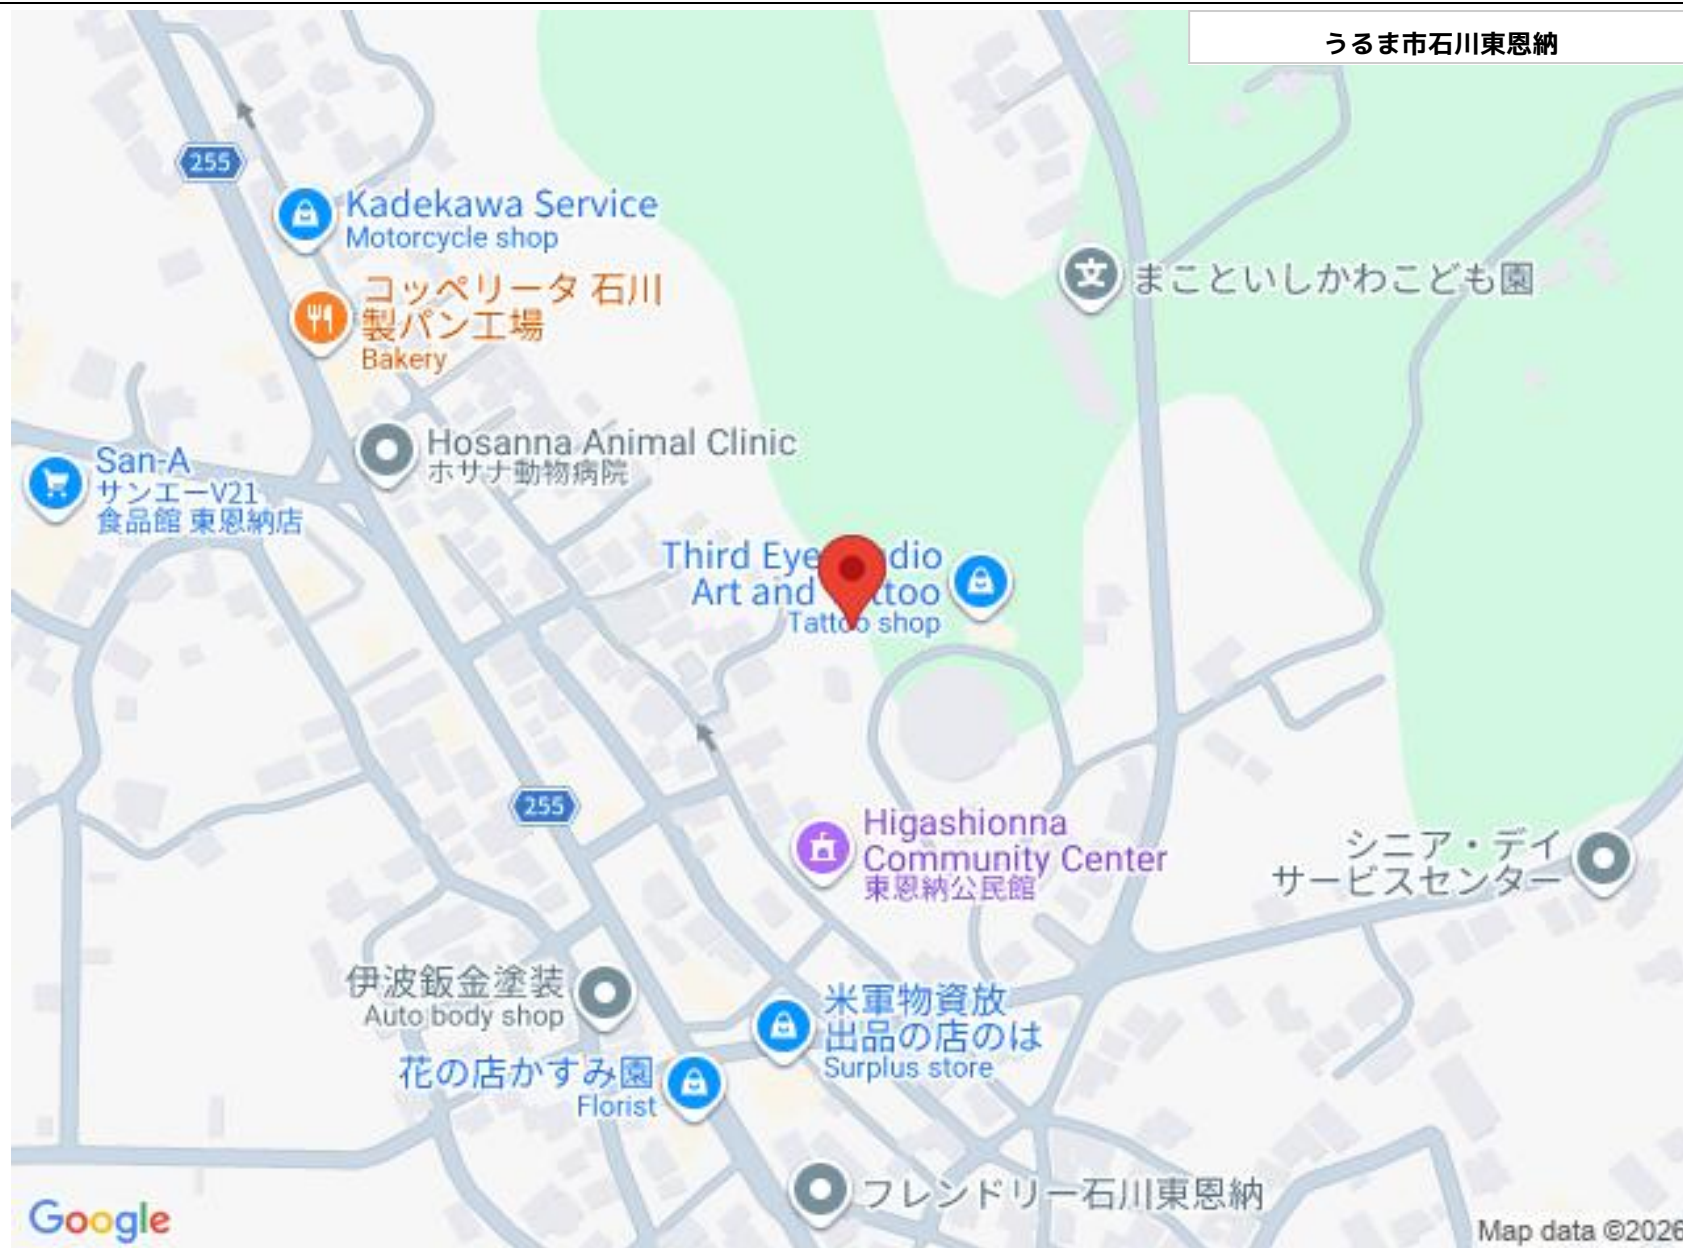 うるま市石川東恩納
255
Kadekawa Service
Motorcycle shop
コッペリータ 石川
製パン工場
Bakery
まこといしかわこども園
Hosanna Animal Clinic
ホサナ動物病院
San-A
サンエーV21
食品館 東恩納店
Third Eye dio
Art and ttoo
Tattoo shop
255
Higashionna
Community Center
東恩納公民館
シニア・デイ
サービスセンター
伊波鈑金塗装
Auto body shop
米軍物資放
出品の店のは
Surplus store
花の店かすみ園
Florist
フレンドリー石川東恩納
Google
Map data ©2026